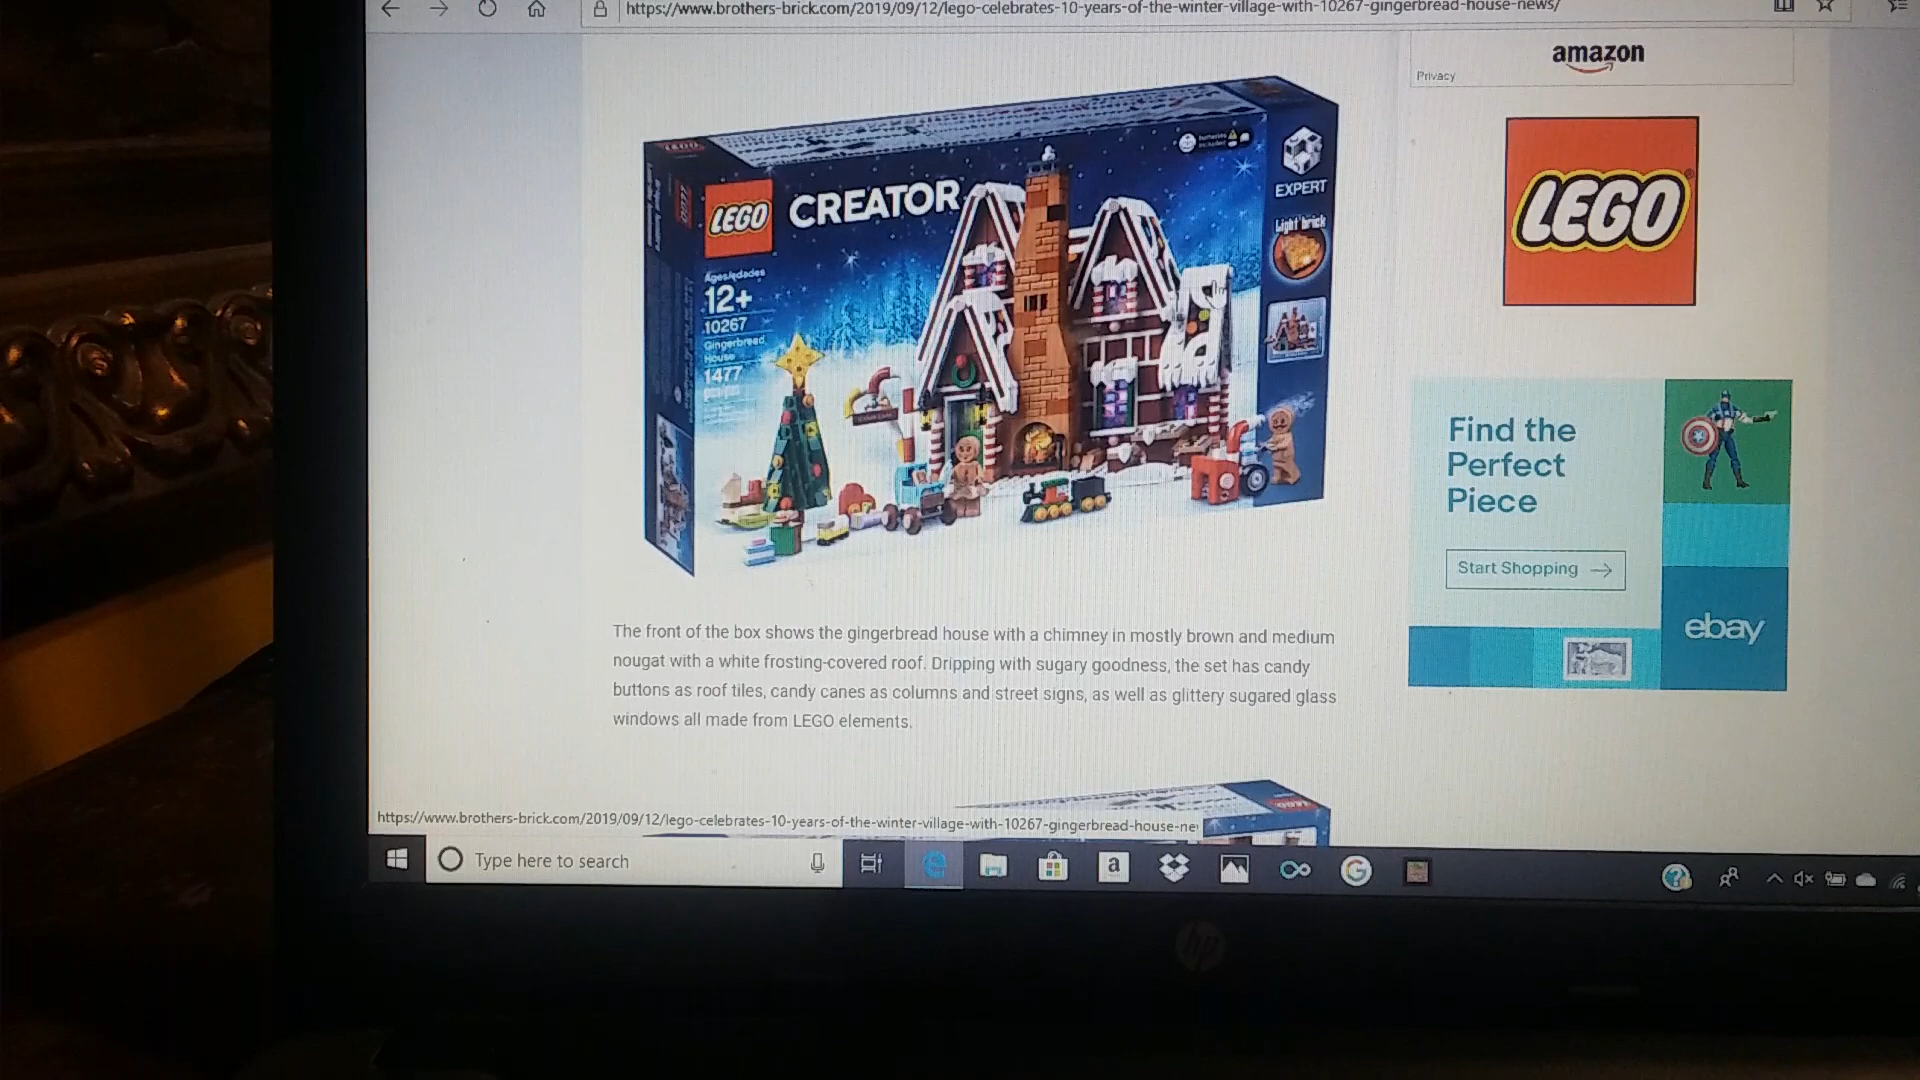 https://www.brothers-brick.com/2019/09/12/lego-celebrates-10-years-of-the-winter-village-with-10267-gingerbread-house-news/
amazon
Privacy
LEGO
CREATOR
EXPERT
Light brick
LEGO
Ages/edades
12+
10267
Gingerbread
House
1477
LEGO
Find the
Perfect
Piece
Start Shopping
ebay
The front of the box shows the gingerbread house with a chimney in mostly brown and medium
nougat with a white frosting-covered roof. Dripping with sugary goodness, the set has candy
buttons as roof tiles, candy canes as columns and street signs, as well as glittery sugared glass
windows all made from LEGO elements.
https://www.brothers-brick.com/2019/09/12/lego-celebrates-10-years-of-the-winter-village-with-10267-gingerbread-house-ne
Type here to search
a
G
hp